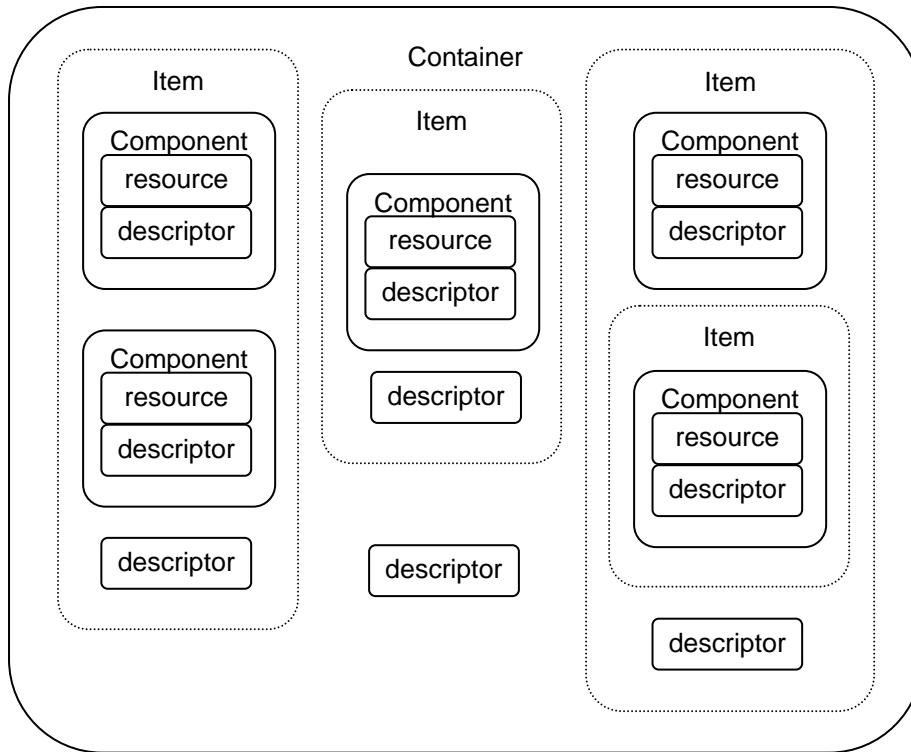 Container
Item
Component
resource
descriptor
Component
resource
descriptor
descriptor
Item
Component
resource
descriptor
descriptor
descriptor
Item
Component
resource
descriptor
Item
Component
resource
descriptor
descriptor